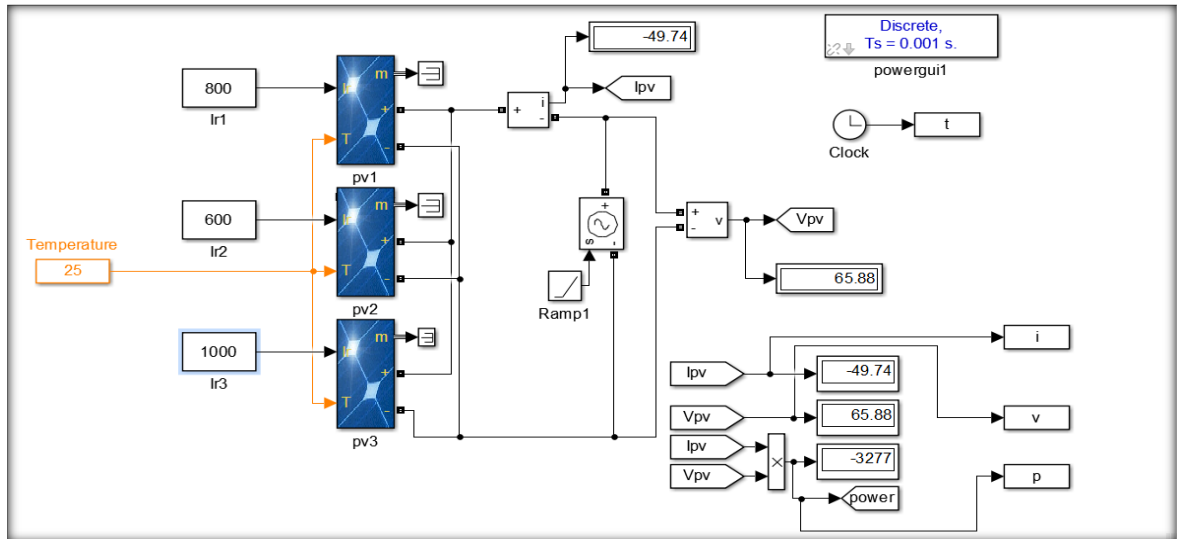 -49.74
Discrete,
Ts = 0.001 s.
powergui1
800
Ir1
m
+
T
-
pv1
+
i
-
Ipv
Clock
t
600
Ir2
m
+
T
-
pv2
Temperature
25
+
s
-
Ramp1
+
-
v
Vpv
65.88
1000
Ir3
m
+
T
-
pv3
Ipv
-49.74
i
Vpv
65.88
v
Ipv
Vpv
×
-3277
p
power